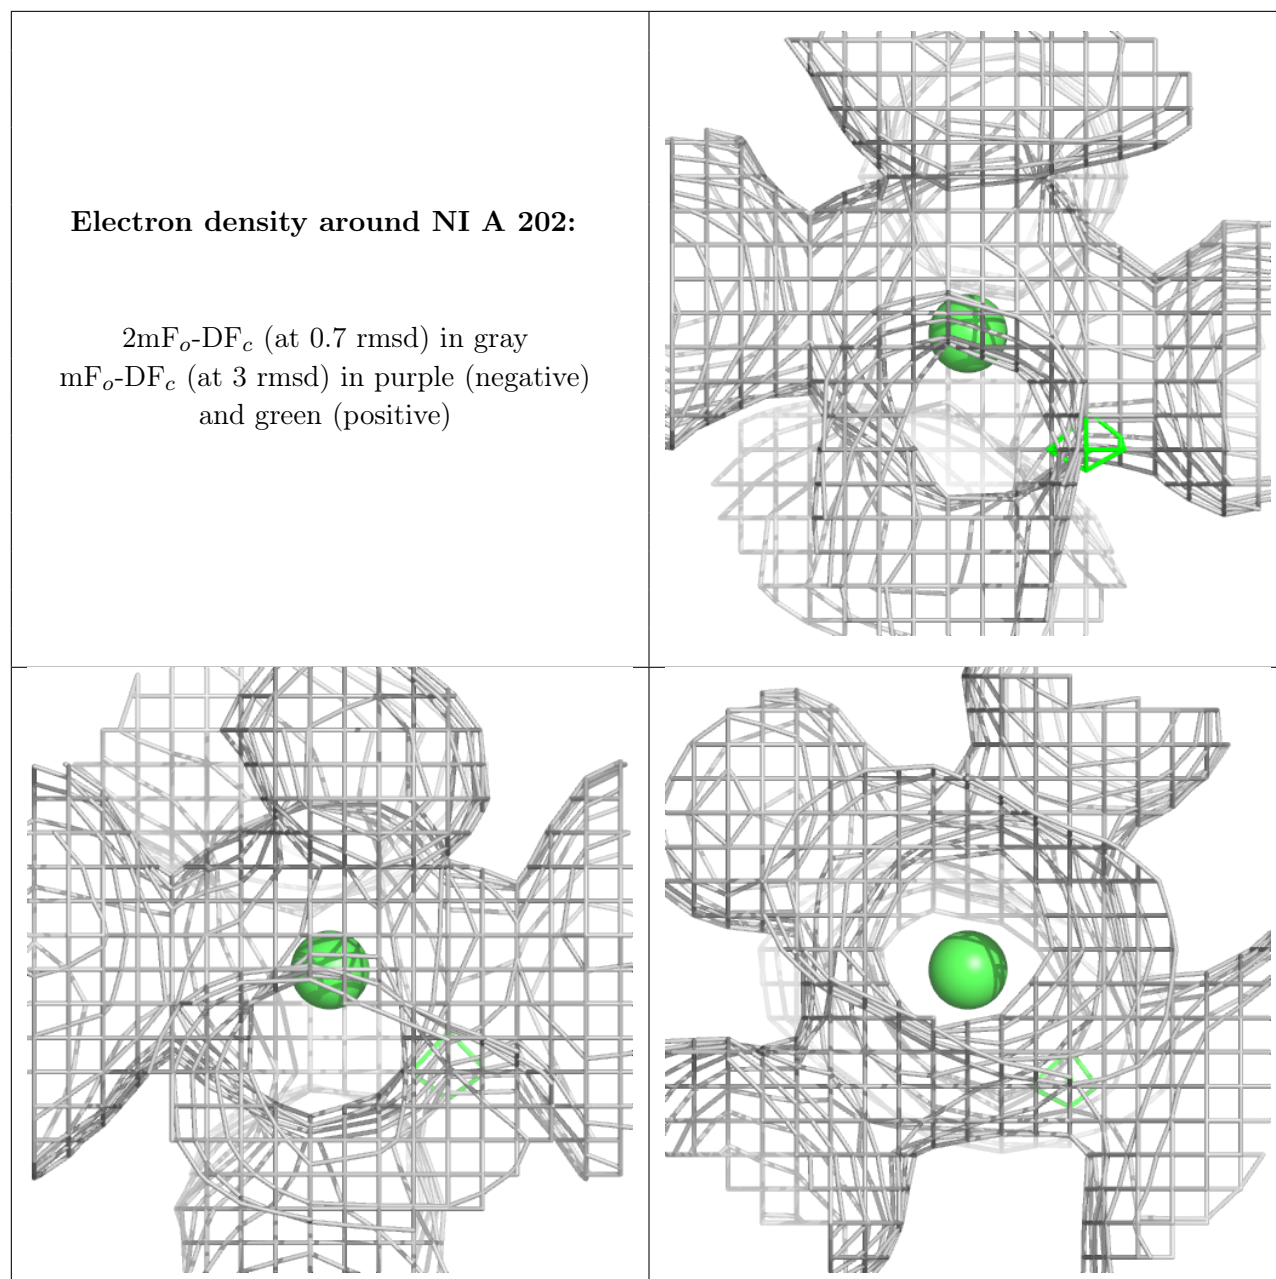 Electron density around NI A 202:
2mFo-DFc (at 0.7 rmsd) in gray
mFo-DFc (at 3 rmsd) in purple (negative)
and green (positive)